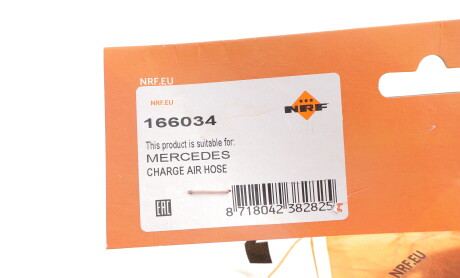 NRF.EU
NRF.EU
NRF
166034
This product is suitable for:
MERCEDES
CHARGE AIR HOSE
EAC
8 718042 382825
NRF.EU